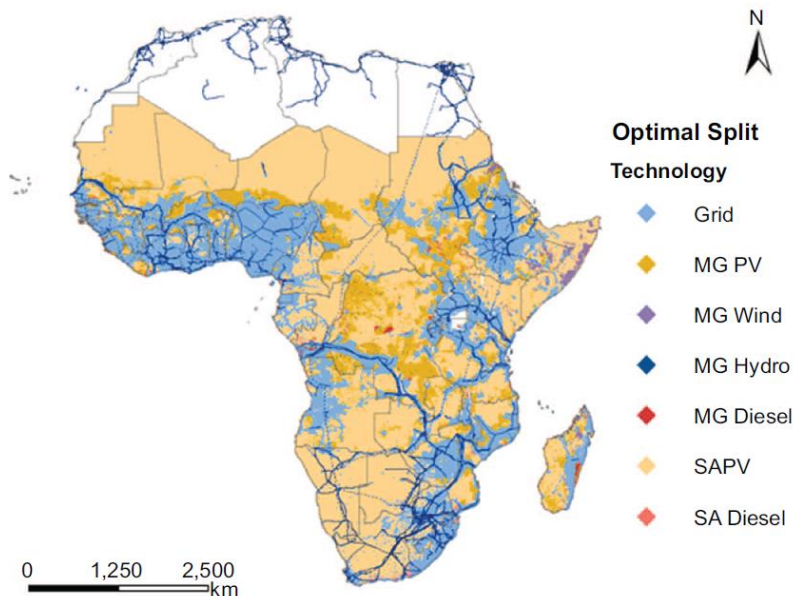 N
Optimal Split
Technology
Grid
MG PV
MG Wind
MG Hydro
MG Diesel
SAPV
SA Diesel
0 1,250 2,500
km